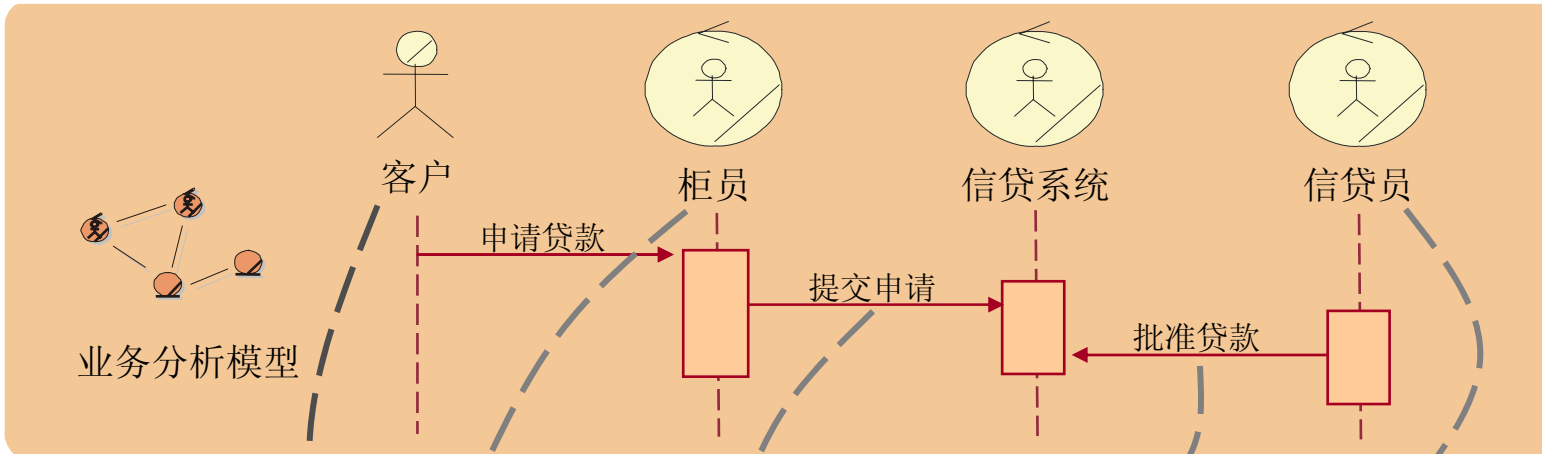 客户
柜员
信贷系统
信贷员
申请贷款
提交申请
批准贷款
业务分析模型